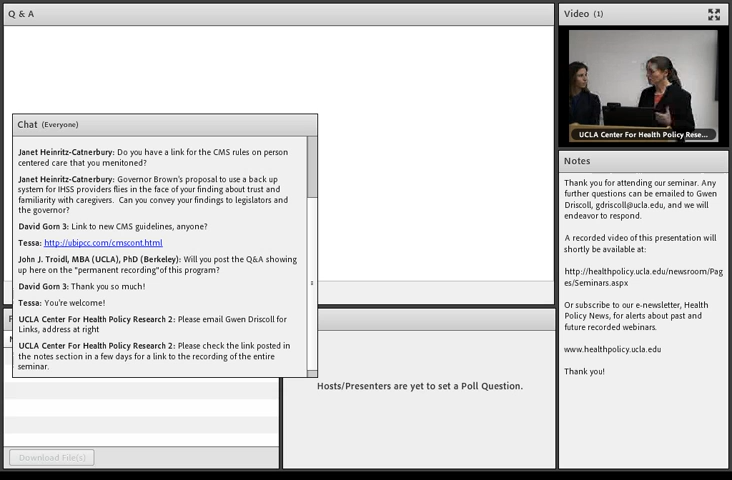 Q & A
Chat (Everyone)
Janet Heinritz-Catnerbury: Do you have a link for the CMS rules on person
centered care that you menitoned?
Janet Heinritz-Catnerbury: Governor Brown's proposal to use a back up
system for IHSS providers flies in the face of your finding about trust and
familiarity with caregivers. Can you convey your findings to legislators and
the governor?
David Gorn 3: Link to new CMS guidelines, anyone?
Tessa: http://ubipcc.com/cmscont.html
John J. Troidl, MBA (UCLA), PhD (Berkeley): Will you post the Q&A showing
up here on the "permanent recording"of this program?
David Gorn 3: Thank you so much!
Tessa: You're welcome!
UCLA Center For Health Policy Research 2: Please email Gwen Driscoll for
Links, address at right
UCLA Center For Health Policy Research 2: Please check the link posted in
the notes section in a few days for a link to the recording of the entire
seminar.
Download File(s)
Hosts/Presenters are yet to set a Poll Question.
Video (1)
UCLA Center For Health Policy Rese...
Notes
Thank you for attending our seminar. Any
further questions can be emailed to Gwen
Driscoll, gdriscoll@ucla.edu, and we will
endeavor to respond.
A recorded video of this presentation will
shortly be available at:
http://healthpolicy.ucla.edu/newsroom/Pag
es/Seminars.aspx
Or subscribe to our e-newsletter, Health
Policy News, for alerts about past and
future recorded webinars.
www.healthpolicy.ucla.edu
Thank you!